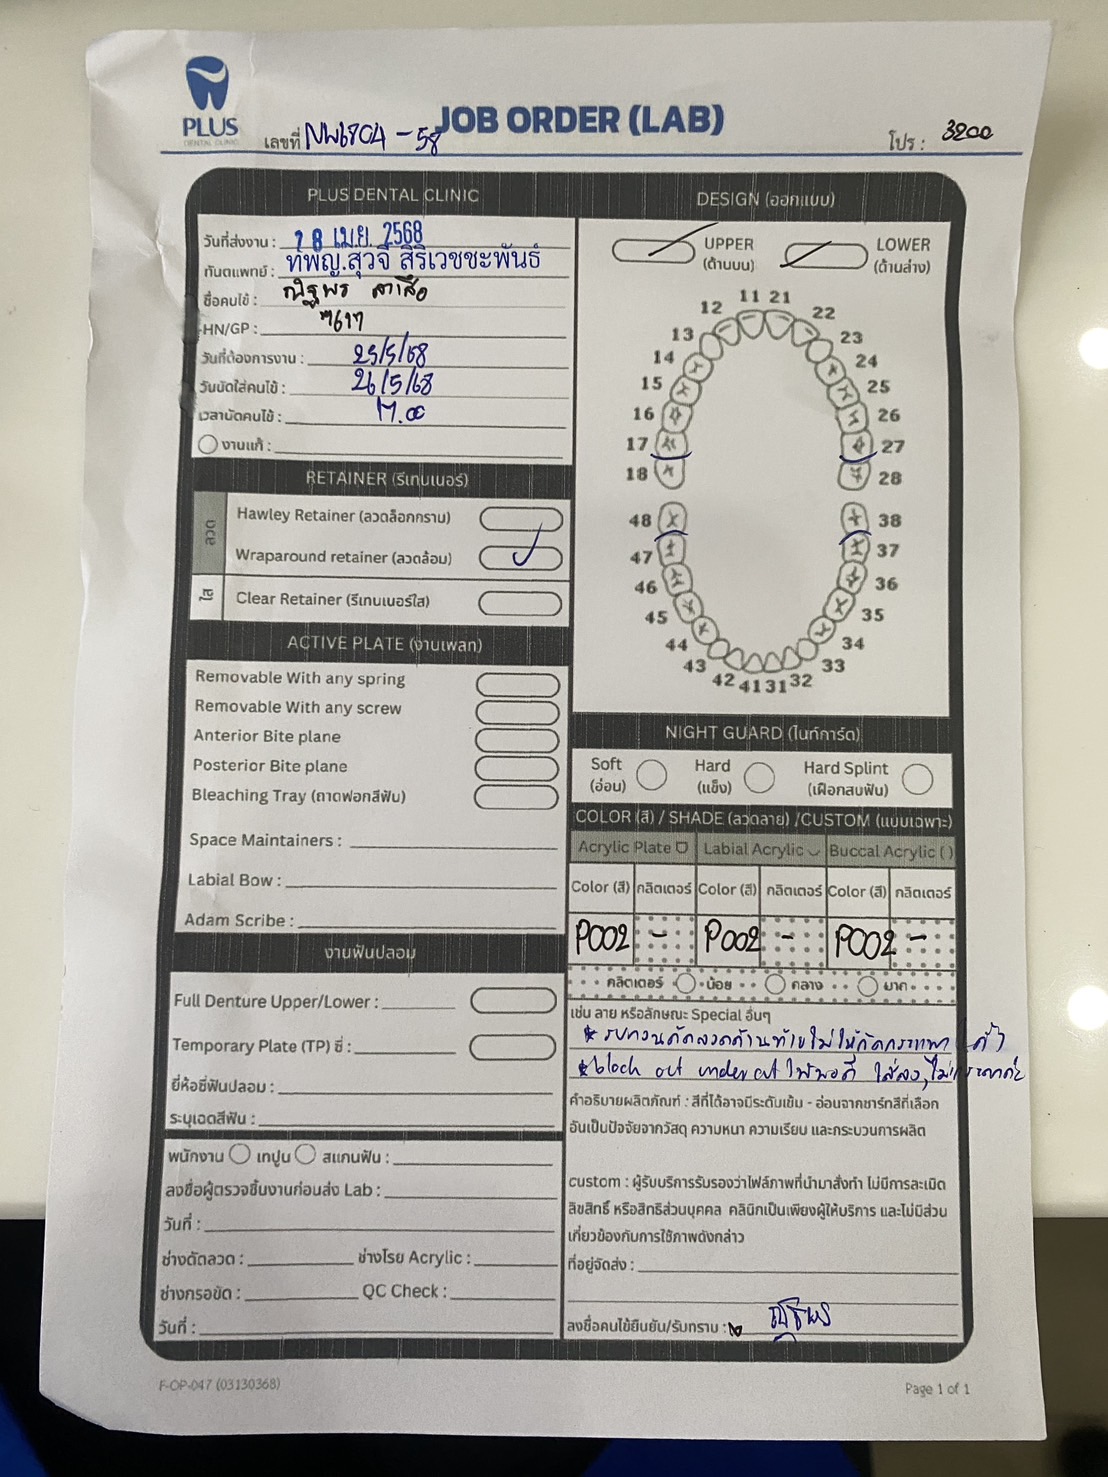 PLUS
DENTAL CLINIC
JOB ORDER (LAB)
เลขที่ NW6804-58
โปร : 3200
PLUS DENTAL CLINIC
วันที่ส่งงาน : 28 เม.ย. 2568
ทันตแพทย์ : ทพญ.สุวจี สิริเวชชะพันธ์
ชื่อคนไข้ : ณัฐพร
HN/GP : 7617
วันที่ต้องการงาน : 25/5/68
วันนัดใส่คนไข้ : 26/5/68
เวลานัดคนไข้ : 17.00
งานแก้ :
RETAINER (รีเทนเนอร์)
Hawley Retainer (ลวดล็อกกราม)
Wraparound retainer (ลวดล้อม)
Clear Retainer (รีเทนเนอร์ใส)
ACTIVE PLATE (งานเพลท)
Removable With any spring
Removable With any screw
Anterior Bite plane
Posterior Bite plane
Bleaching Tray (ถาดฟอกสีฟัน)
Space Maintainers :
Labial Bow :
Adam Scribe :
งานฟันปลอม
Full Denture Upper/Lower :
Temporary Plate (TP) ซี่ :
ยี่ห้อซี่ฟันปลอม :
ระบุเฉดสีฟัน :
พนักงาน เทปูน สแกนฟัน :
ลงชื่อผู้ตรวจชิ้นงานก่อนส่ง Lab :
วันที่ :
ช่างดัดลวด : ช่างโรย Acrylic :
ช่างกรอขัด : QC Check :
วันที่ :
DESIGN (ออกแบบ)
UPPER (ด้านบน)
LOWER (ด้านล่าง)
11 21
12 22
13 23
14 24
15 25
16 26
17 27
18 28
48 38
47 37
46 36
45 35
44 34
43 33
42 41 31 32
NIGHT GUARD (ไนท์การ์ด)
Soft (อ่อน) Hard (แข็ง) Hard Splint (เฝือกสบฟัน)
COLOR (สี) / SHADE (ลวดลาย) /CUSTOM (แบบเฉพาะ)
Acrylic Plate Labial Acrylic Buccal Acrylic ( )
Color (สี) กลิตเตอร์ Color (สี) กลิตเตอร์ Color (สี) กลิตเตอร์
P002 - P002 - P002 -
กลิตเตอร์ น้อย กลาง มาก
เช่น ลาย หรือลักษณะ Special อื่นๆ
* รบกวนดัดลวดด้านท้ายไม่ให้กัดกระแทก
* block out undercut ให้พอดี ใส่ลง,
คำอธิบายผลิตภัณฑ์ : สีที่ได้อาจมีระดับเข้ม - อ่อนจากชาร์ทสีที่เลือก
อันเป็นปัจจัยจากวัสดุ ความหนา ความเรียบ และกระบวนการผลิต
custom : ผู้รับบริการรับรองว่าไฟล์ภาพที่นำมาสั่งทำ ไม่มีการละเมิด
ลิขสิทธิ์ หรือสิทธิส่วนบุคคล คลินิกเป็นเพียงผู้ให้บริการ และไม่มีส่วน
เกี่ยวข้องกับการใช้ภาพดังกล่าว
ที่อยู่จัดส่ง :
ลงชื่อคนไข้ยืนยัน/รับทราบ : ณัฐพร
F-OP-047 (03130368)
Page 1 of 1